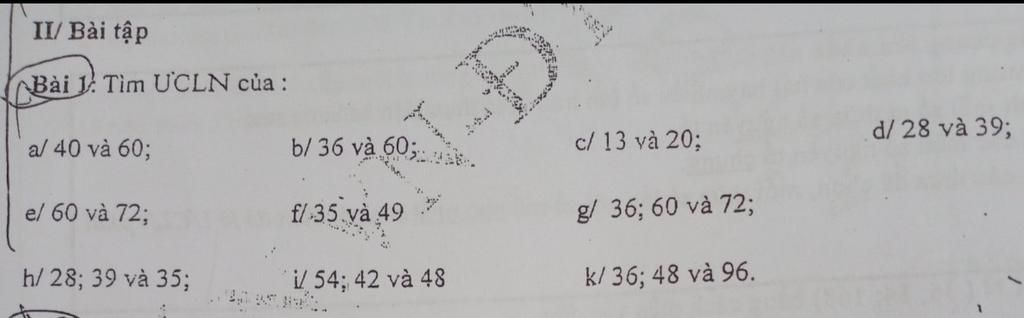 II/ Bài tập
Bài 1: Tìm ƯCLN của :
a/ 40 và 60; b/ 36 và 60; c/ 13 và 20; d/ 28 và 39;
e/ 60 và 72; f/ 35 và 49 g/ 36; 60 và 72;
h/ 28; 39 và 35; i/ 54; 42 và 48 k/ 36; 48 và 96.